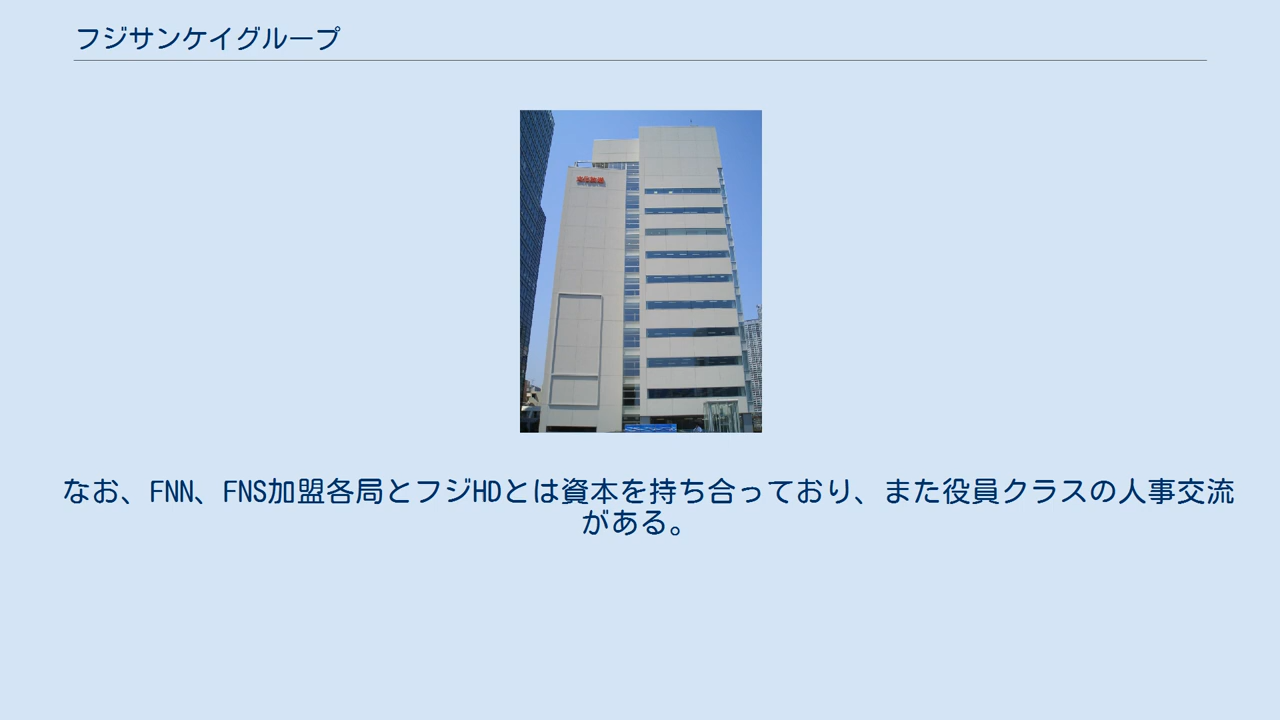 フジサンケイグループ
なお、FNN、FNS加盟各局とフジHDとは資本を持ち合っており、また役員クラスの人事交流
がある。